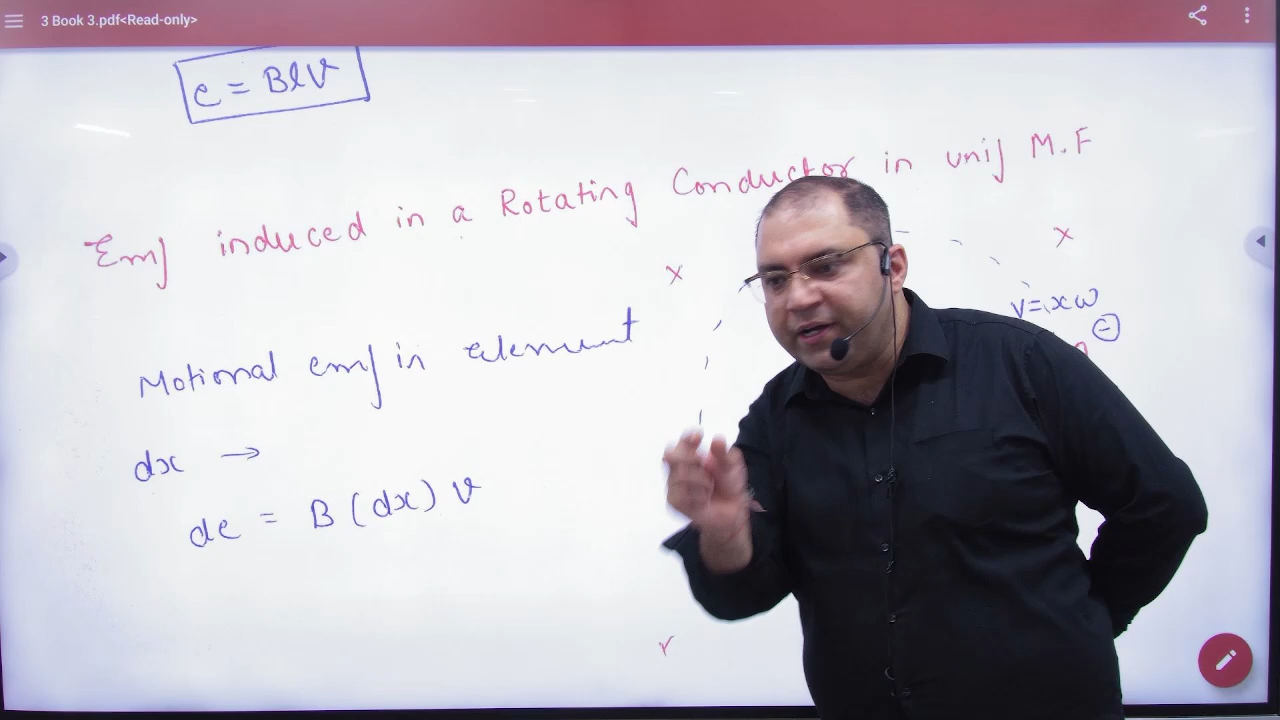 3 Book 3.pdf<Read-only>
e = Blv
Emf induced in a Rotating Conductor in unif M.F
x x
v = xω
⊖
Motional emf in element
dx →
de = B (dx) v